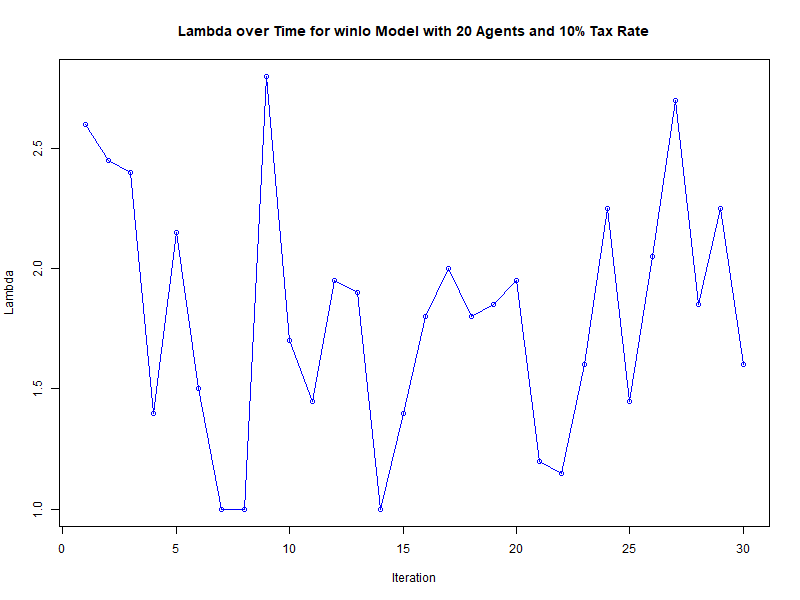 Lambda over Time for winlo Model with 20 Agents and 10% Tax Rate
Lambda
2.5
2.0
1.5
1.0
0 5 10 15 20 25 30
Iteration